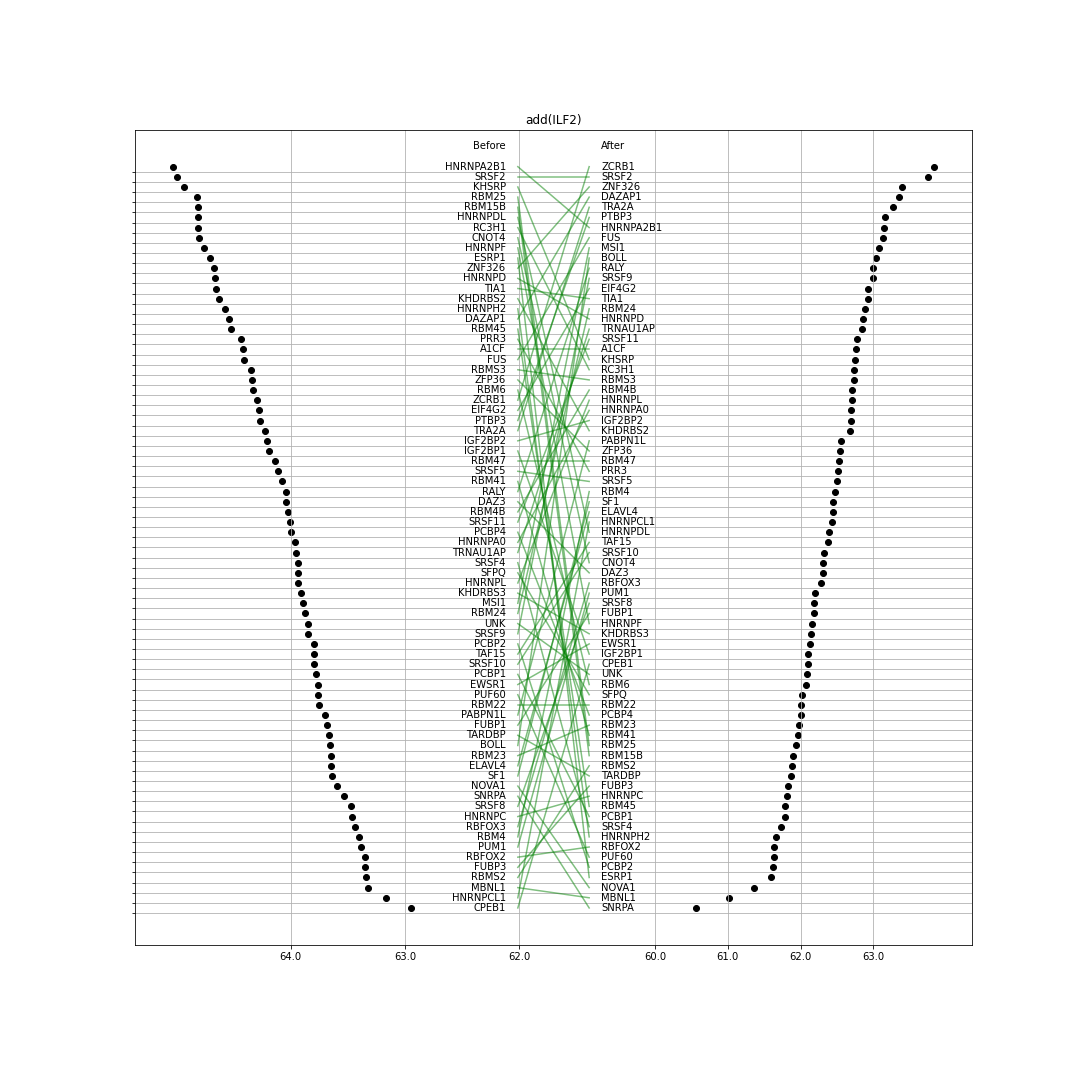 add(ILF2)
Before After
HNRNPA2B1 ZCRB1
SRSF2 SRSF2
KHSRP ZNF326
RBM25 DAZAP1
RBM15B TRA2A
HNRNPDL PTBP3
RC3H1 HNRNPA2B1
CNOT4 FUS
HNRNPF MSI1
ESRP1 BOLL
ZNF326 RALY
HNRNPD SRSF9
TIA1 EIF4G2
KHDRBS2 TIA1
HNRNPH2 RBM24
DAZAP1 HNRNPD
RBM45 TRNAU1AP
PRR3 SRSF11
A1CF A1CF
FUS KHSRP
RBMS3 RC3H1
ZFP36 RBMS3
RBM6 RBM4B
ZCRB1 HNRNPL
EIF4G2 HNRNPA0
PTBP3 IGF2BP2
TRA2A KHDRBS2
IGF2BP2 PABPN1L
IGF2BP1 ZFP36
RBM47 RBM47
SRSF5 PRR3
RBM41 SRSF5
RALY RBM4
DAZ3 SF1
RBM4B ELAVL4
SRSF11 HNRNPCL1
PCBP4 HNRNPDL
HNRNPA0 TAF15
TRNAU1AP SRSF10
SRSF4 CNOT4
SFPQ DAZ3
HNRNPL RBFOX3
KHDRBS3 PUM1
MSI1 SRSF8
RBM24 FUBP1
UNK HNRNPF
SRSF9 KHDRBS3
PCBP2 EWSR1
TAF15 IGF2BP1
SRSF10 CPEB1
PCBP1 UNK
EWSR1 RBM6
PUF60 SFPQ
RBM22 RBM22
PABPN1L PCBP4
FUBP1 RBM23
TARDBP RBM41
BOLL RBM25
RBM23 RBM15B
ELAVL4 RBMS2
SF1 TARDBP
NOVA1 FUBP3
SNRPA HNRNPC
SRSF8 RBM45
HNRNPC PCBP1
RBFOX3 SRSF4
RBM4 HNRNPH2
PUM1 RBFOX2
RBFOX2 PUF60
FUBP3 PCBP2
RBMS2 ESRP1
MBNL1 NOVA1
HNRNPCL1 MBNL1
CPEB1 SNRPA
64.0 63.0 62.0 60.0 61.0 62.0 63.0